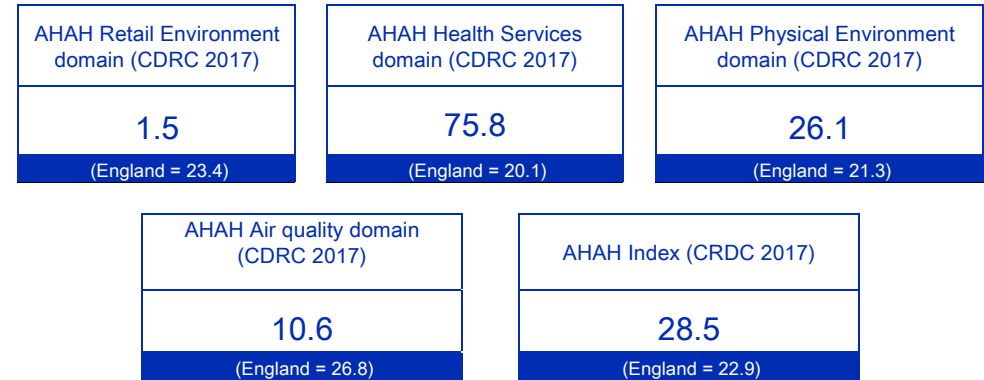 AHAH Retail Environment
domain (CDRC 2017)
1.5
(England = 23.4)
AHAH Health Services
domain (CDRC 2017)
75.8
(England = 20.1)
AHAH Physical Environment
domain (CDRC 2017)
26.1
(England = 21.3)
AHAH Air quality domain
(CDRC 2017)
10.6
(England = 26.8)
AHAH Index (CRDC 2017)
28.5
(England = 22.9)